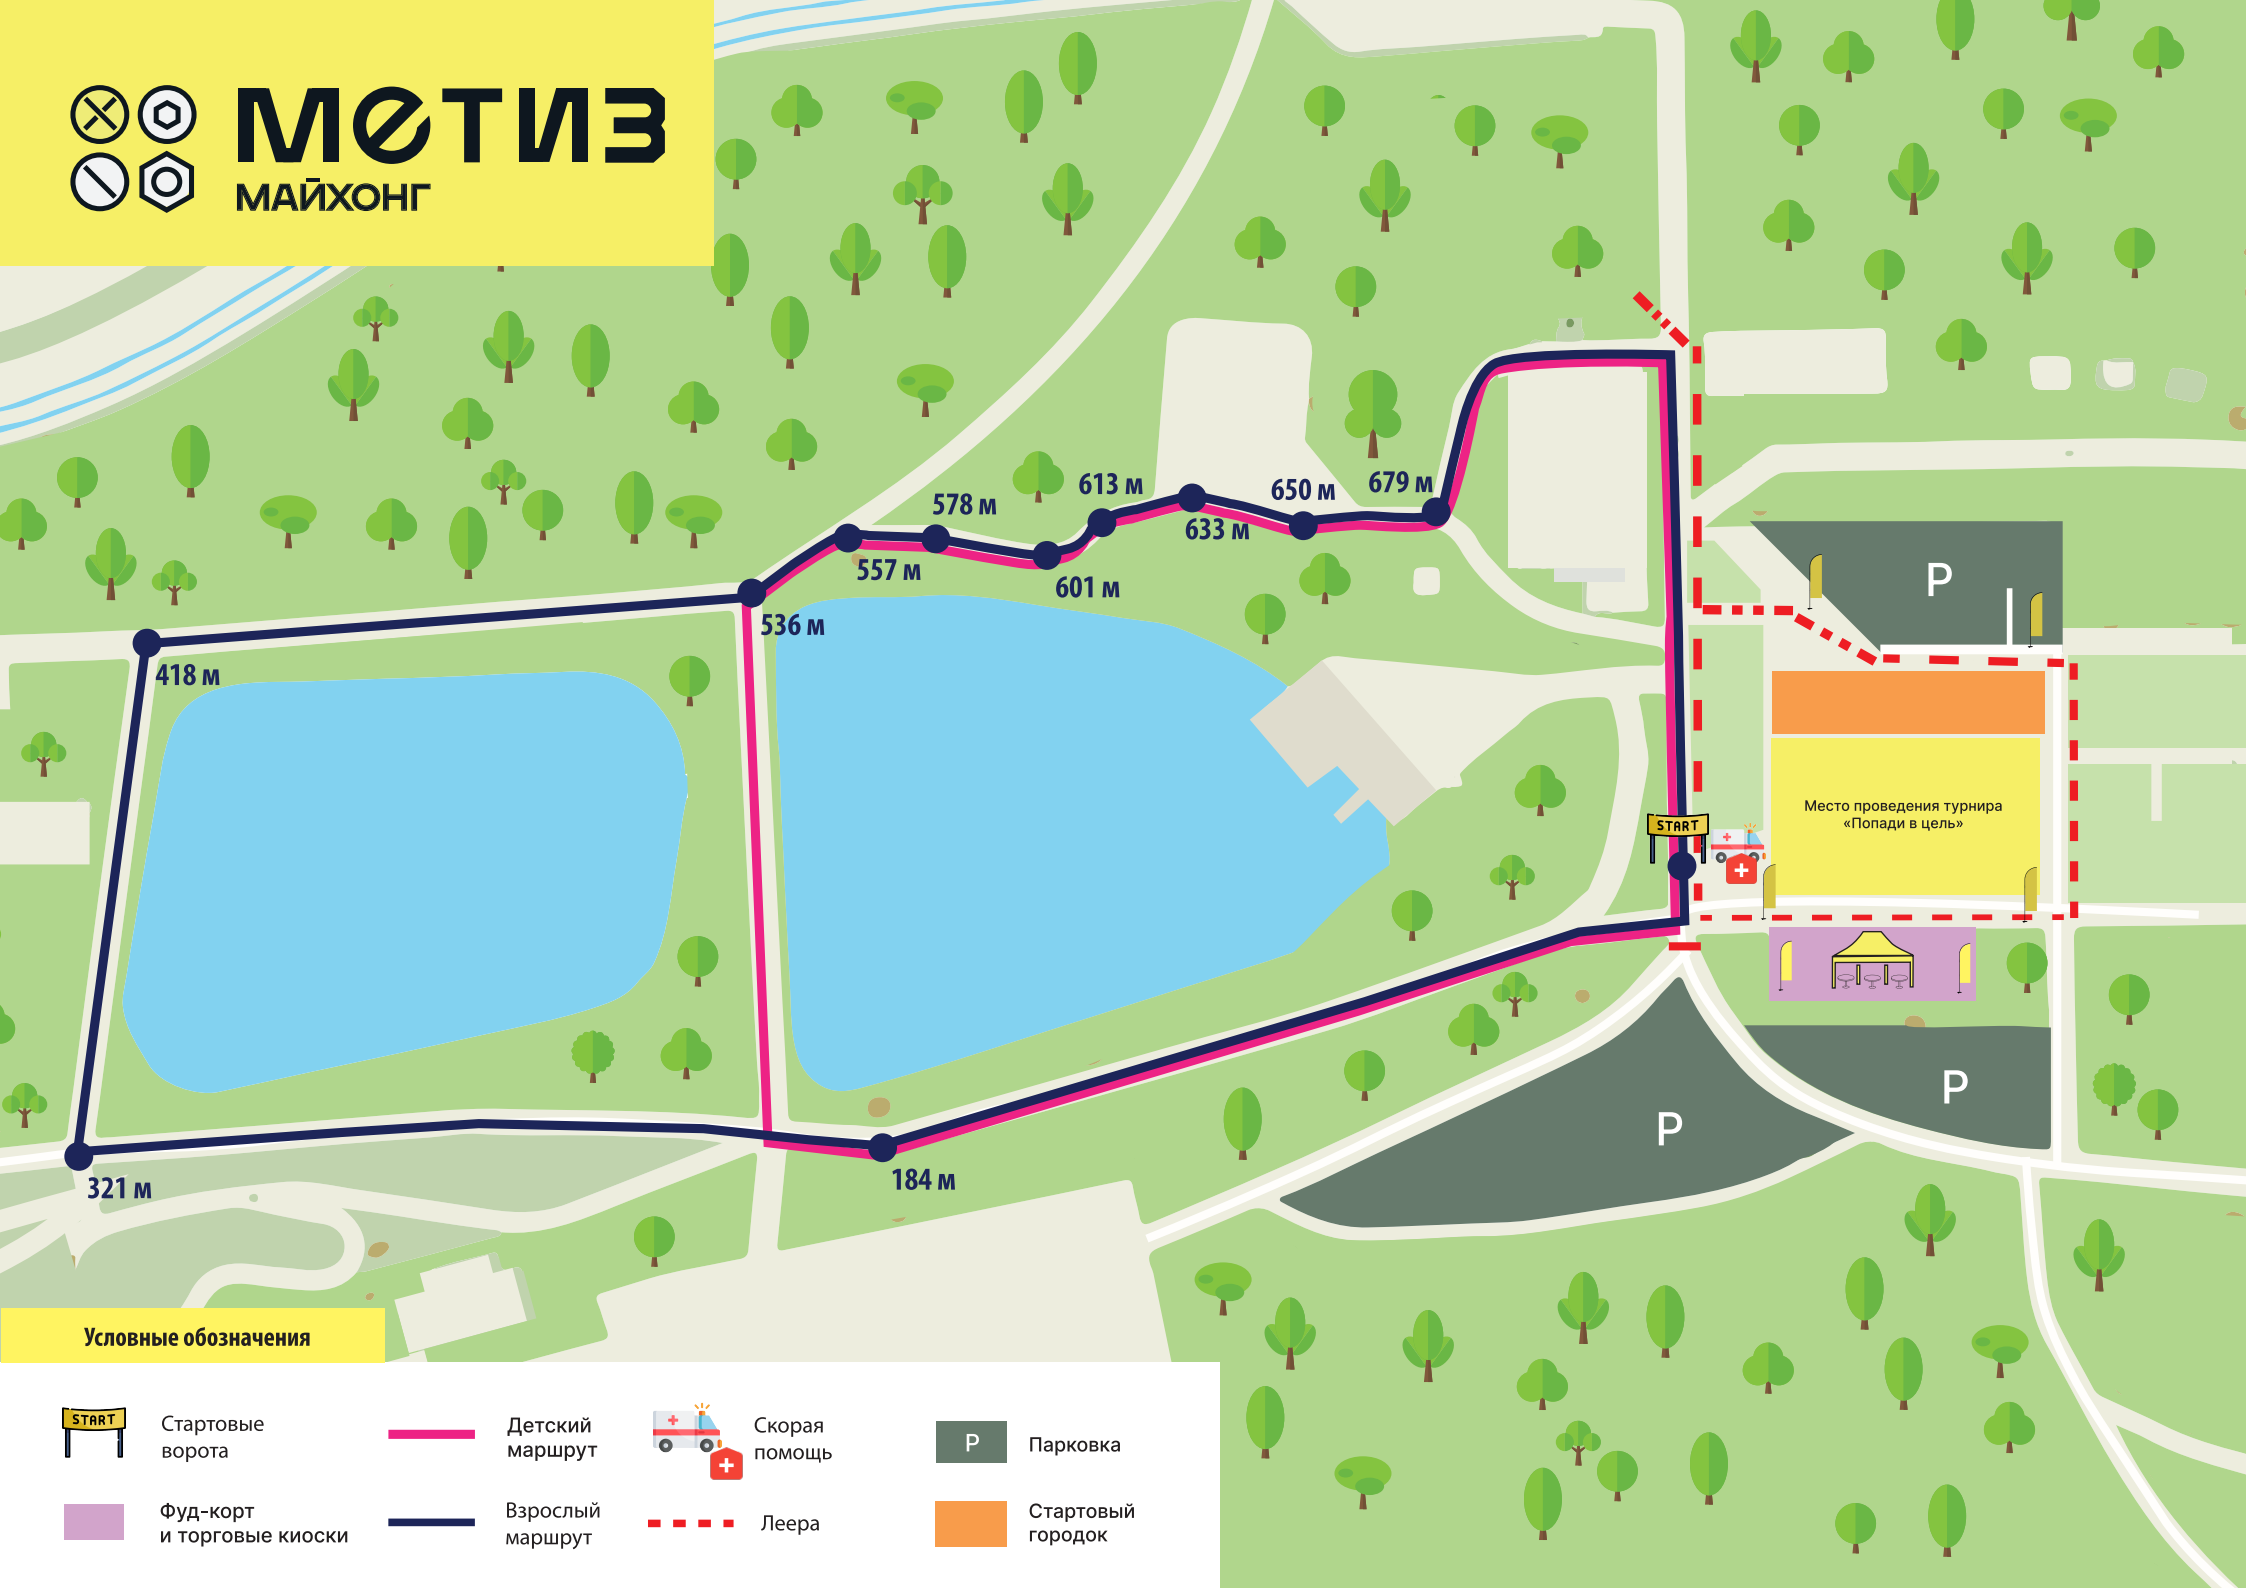 МЕТИЗ
МАЙХОНГ
613 м
679 м
650 м
578 м
633 м
557 м
601 м
536 м
418 м
P
Место проведения турнира
«Попади в цель»
START
P
P
184 м
321 м
Условные обозначения
START
Стартовые
ворота
Детский
маршрут
Скорая
помощь
P
Парковка
Фуд-корт
и торговые киоски
Взрослый
маршрут
Леера
Стартовый
городок